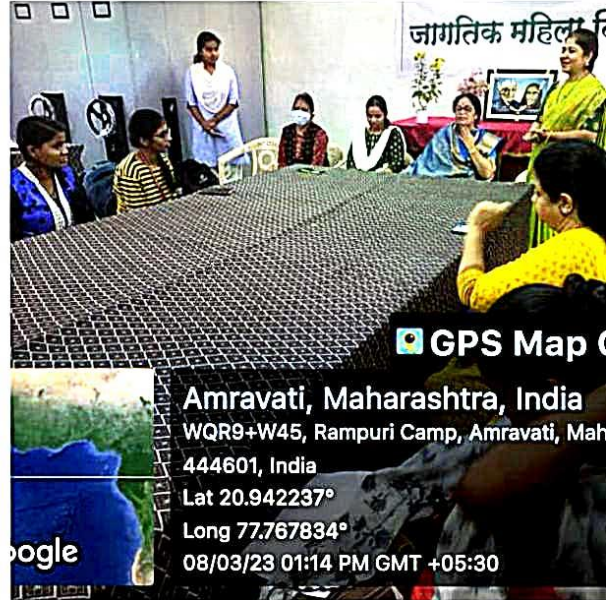 जागतिक महिला
GPS Map
Amravati, Maharashtra, India
WQR9+W45, Rampuri Camp, Amravati, Mah
444601, India
Lat 20.942237°
Long 77.767834°
08/03/23 01:14 PM GMT +05:30
oogle